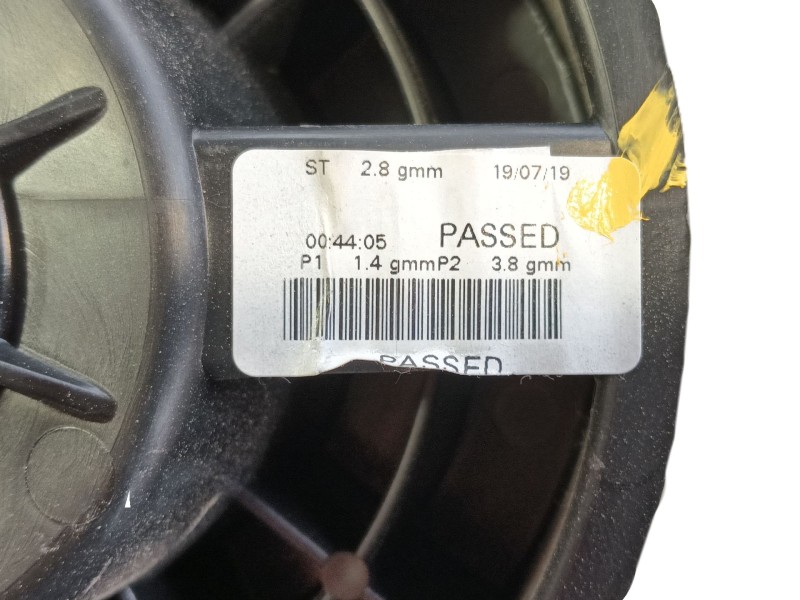 ST 2.8 gmm 19/07/19
00:44:05 PASSED
P1 1.4 gmmP2 3.8 gmm
PASSED